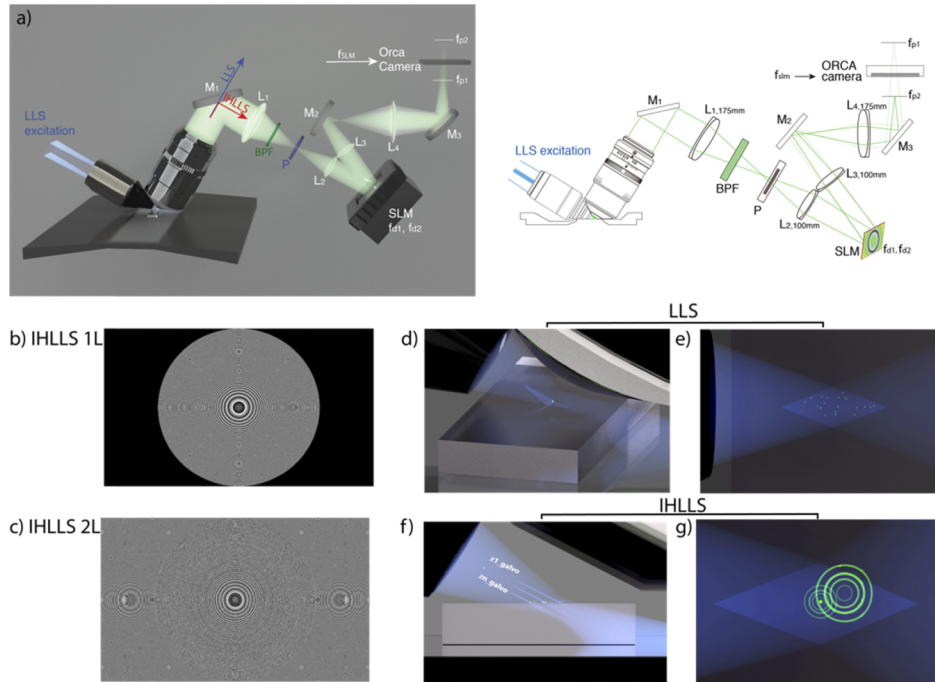 a)
LLS
M1
L1
IHLLS
LLS
excitation
BPF
P
M2
L3
L2
L4
M3
fSLM
Orca
Camera
fp2
fp1
SLM
fd1, fd2
fp1
fslm
ORCA
camera
fp2
M1
L1,175mm
M2
L4,175mm
M3
LLS excitation
BPF
P
L3,100mm
L2,100mm
SLM
fd1, fd2
LLS
b) IHLLS 1L
d)
e)
IHLLS
c) IHLLS 2L
f)
g)
z1_galvo
zn_galvo